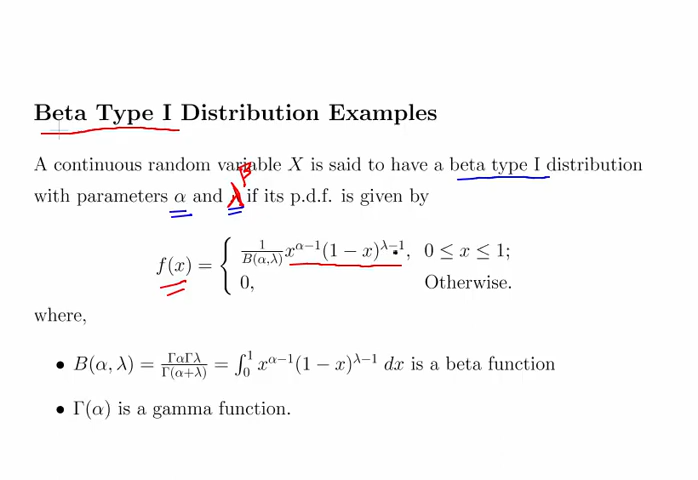 Beta Type I Distribution Examples
A continuous random variable X is said to have a beta type I distribution
β
with parameters α and λ if its p.d.f. is given by
f(x) = { 1/B(α,λ) x^{α−1}(1 − x)^{λ−1}, 0 ≤ x ≤ 1;
0, Otherwise.
where,
• B(α, λ) = ΓαΓλ/Γ(α+λ) = ∫_0^1 x^{α−1}(1 − x)^{λ−1} dx is a beta function
• Γ(α) is a gamma function.